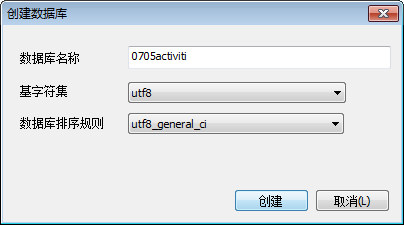 创建数据库
数据库名称 0705activiti
基字符集 utf8
数据库排序规则 utf8_general_ci
创建 取消(L)